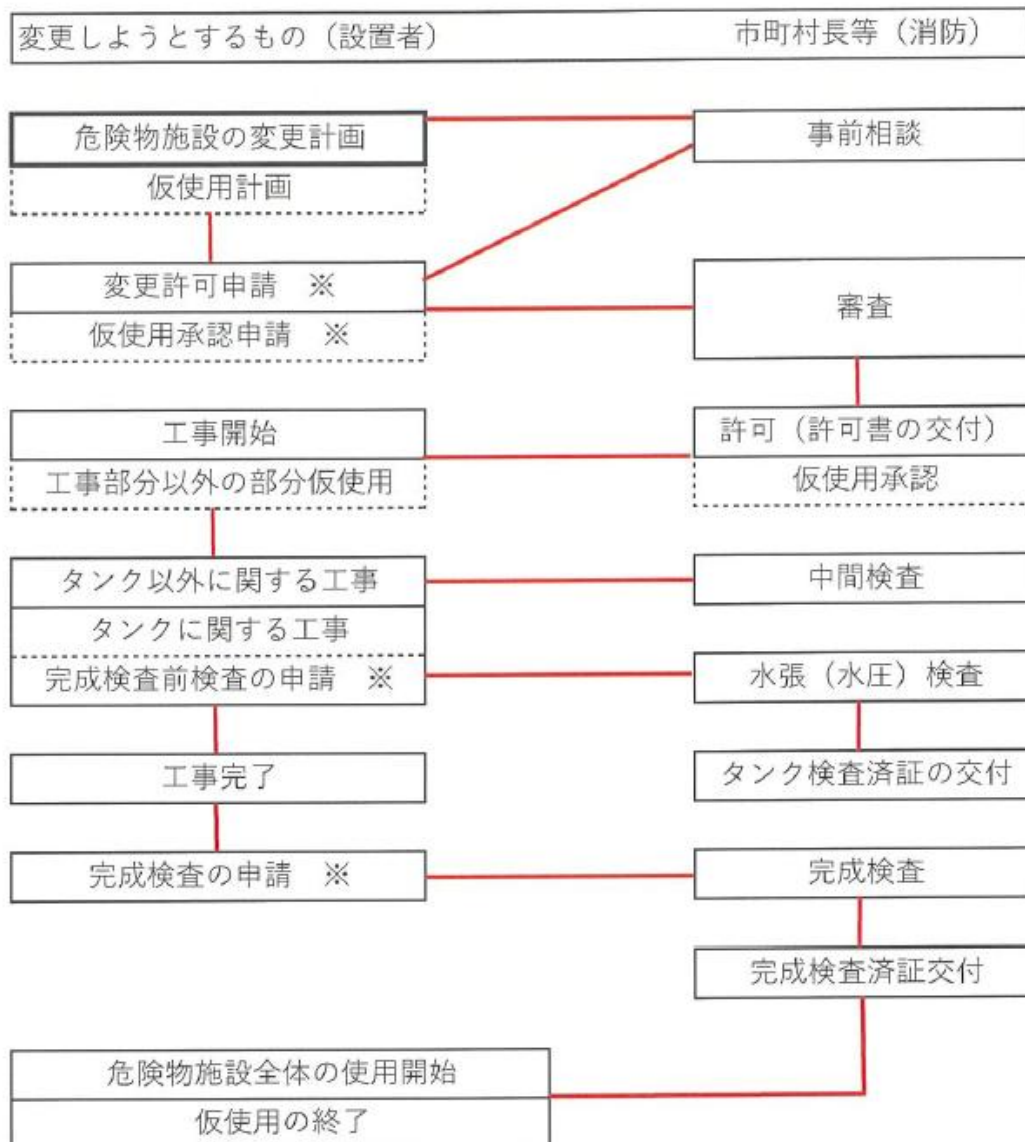 変更しようとするもの（設置者） 市町村長等（消防）
危険物施設の変更計画 事前相談
仮使用計画
変更許可申請 ※
審査
仮使用承認申請 ※
工事開始 許可（許可書の交付）
工事部分以外の部分仮使用 仮使用承認
タンク以外に関する工事 中間検査
タンクに関する工事
完成検査前検査の申請 ※ 水張（水圧）検査
工事完了 タンク検査済証の交付
完成検査の申請 ※ 完成検査
完成検査済証交付
危険物施設全体の使用開始
仮使用の終了